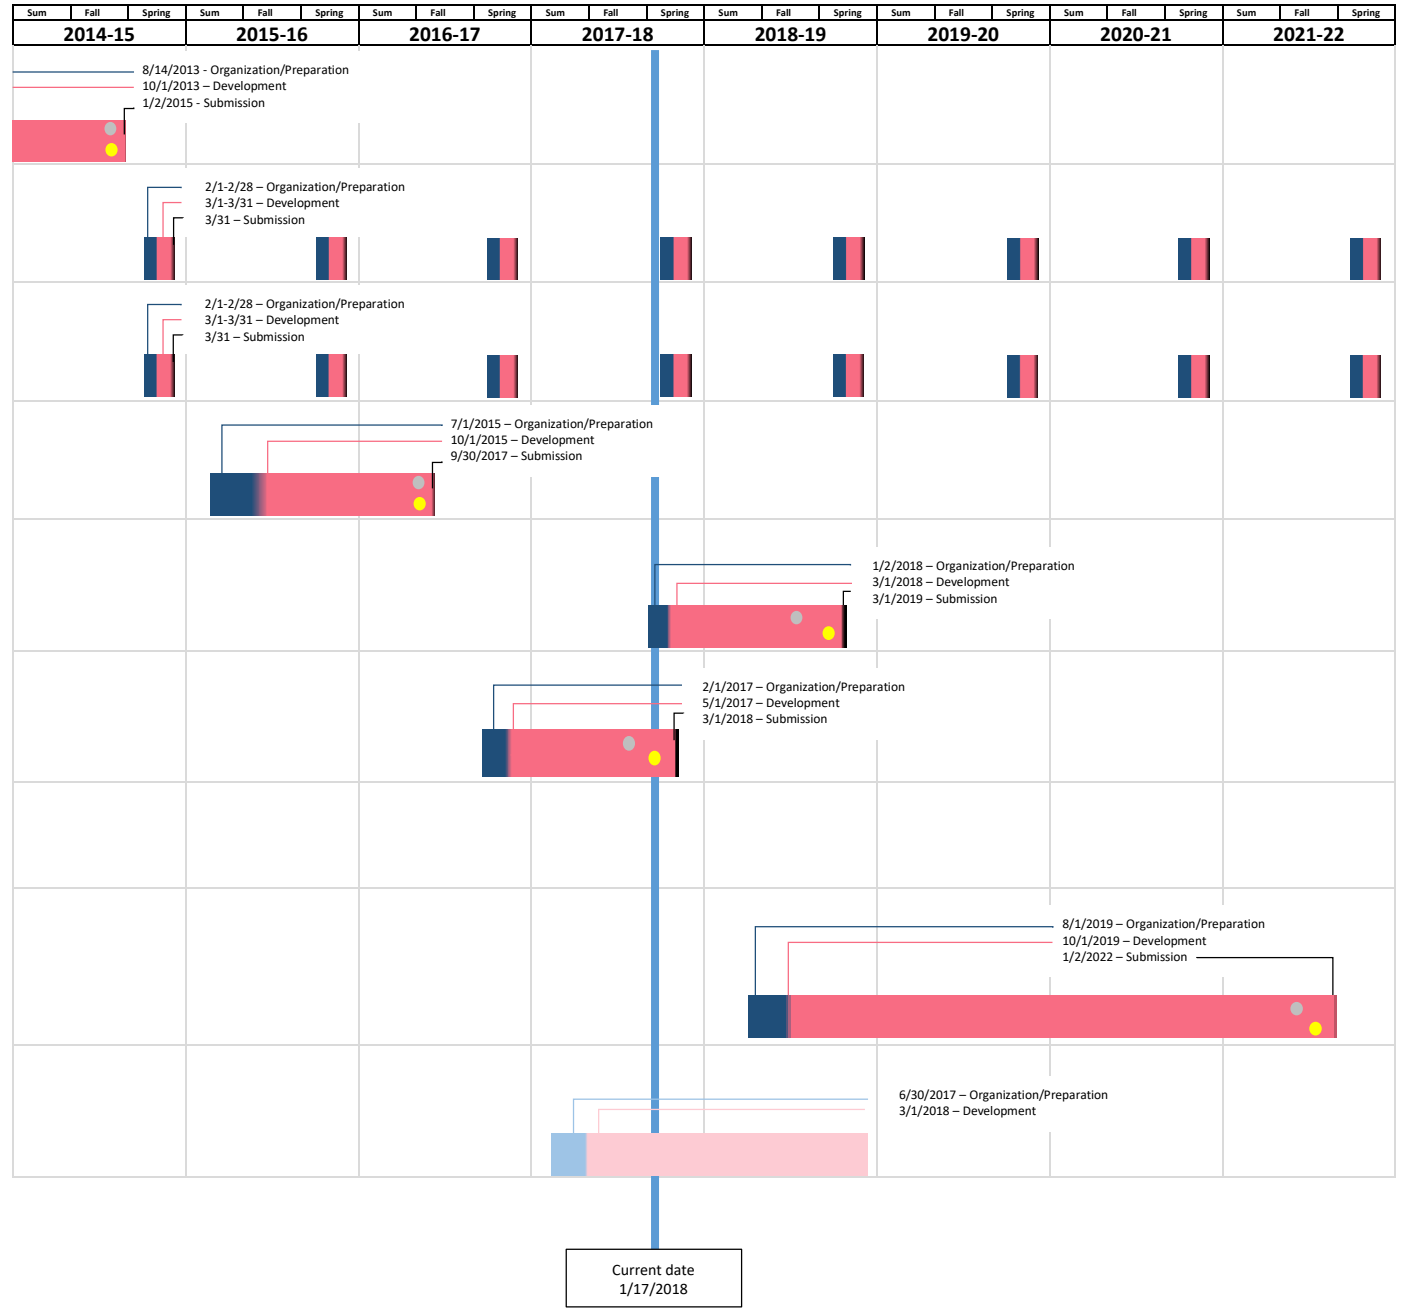 Sum Fall Spring Sum Fall Spring Sum Fall Spring Sum Fall Spring Sum Fall Spring Sum Fall Spring Sum Fall Spring Sum Fall Spring
2014-15 2015-16 2016-17 2017-18 2018-19 2019-20 2020-21 2021-22
8/14/2013 - Organization/Preparation
10/1/2013 – Development
1/2/2015 - Submission
2/1-2/28 – Organization/Preparation
3/1-3/31 – Development
3/31 – Submission
2/1-2/28 – Organization/Preparation
3/1-3/31 – Development
3/31 – Submission
7/1/2015 – Organization/Preparation
10/1/2015 – Development
9/30/2017 – Submission
1/2/2018 – Organization/Preparation
3/1/2018 – Development
3/1/2019 – Submission
2/1/2017 – Organization/Preparation
5/1/2017 – Development
3/1/2018 – Submission
8/1/2019 – Organization/Preparation
10/1/2019 – Development
1/2/2022 – Submission
6/30/2017 – Organization/Preparation
3/1/2018 – Development
Current date
1/17/2018